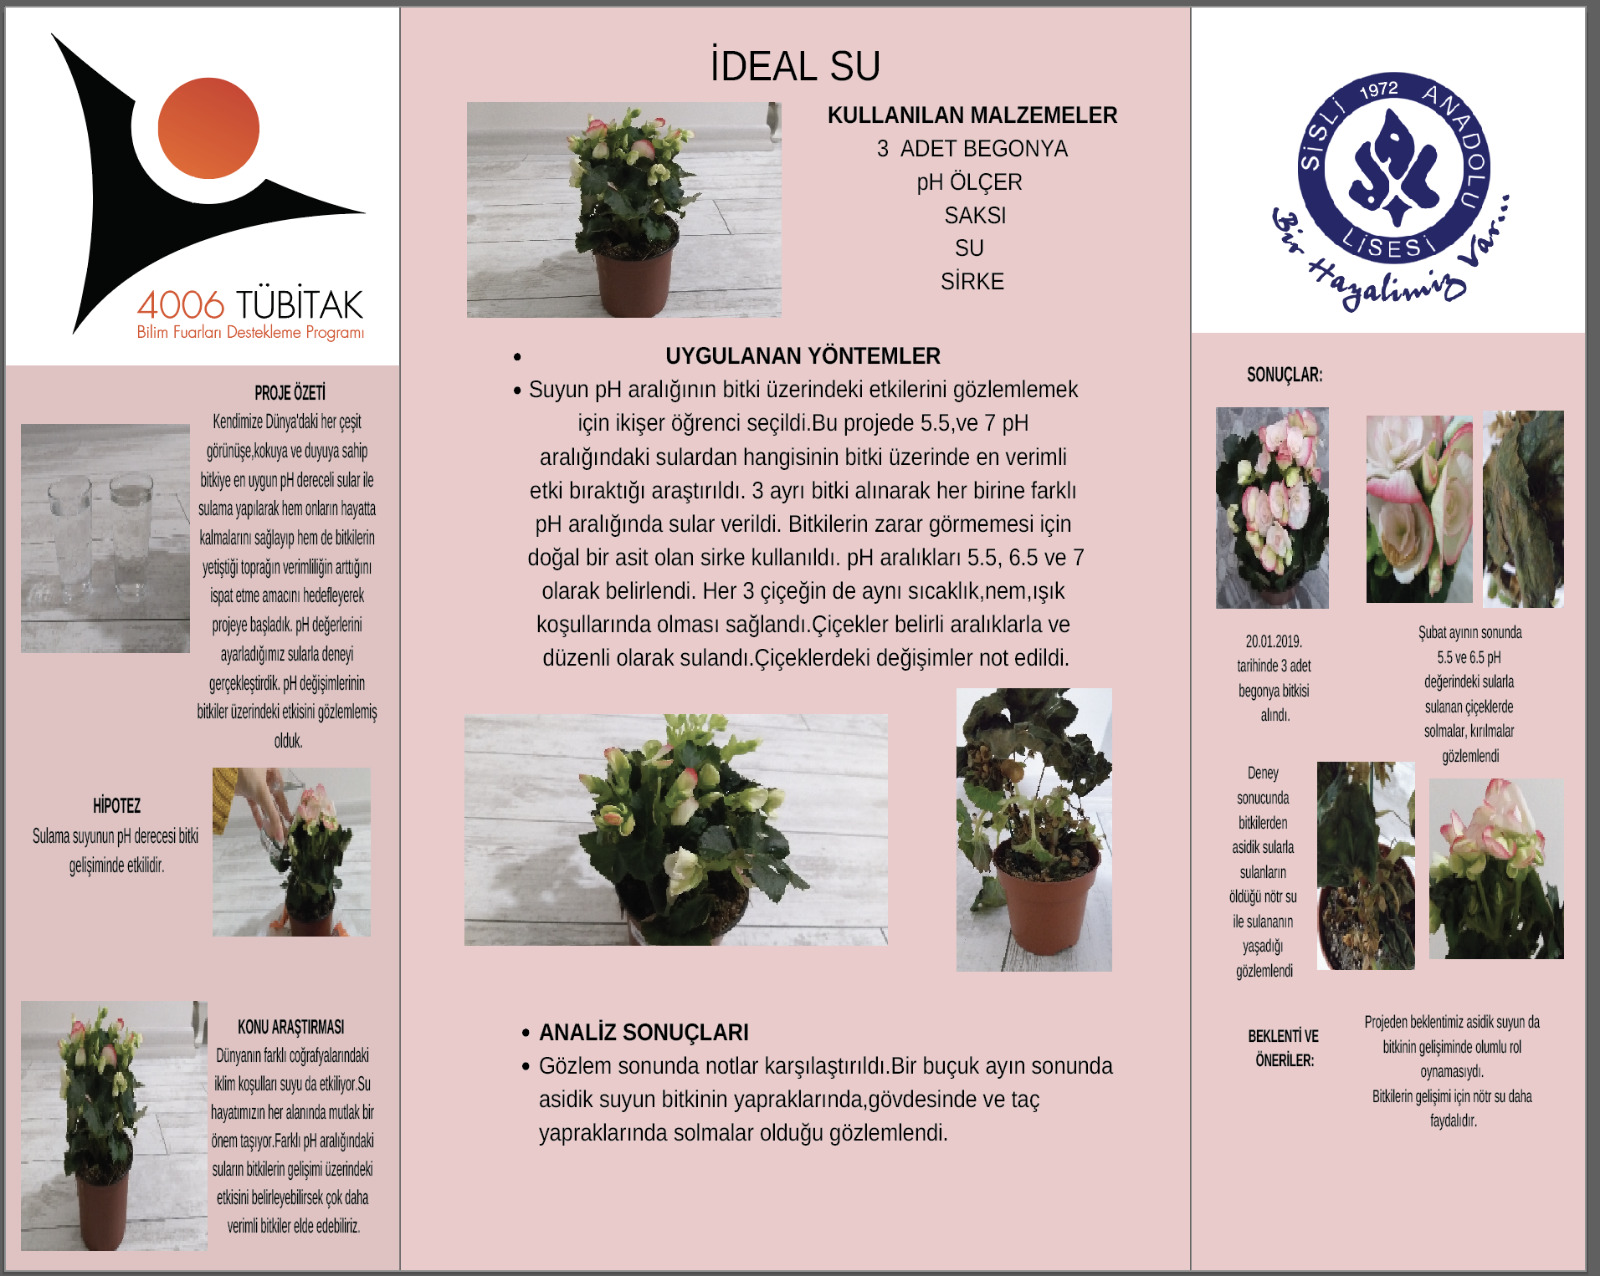 4006 TÜBİTAK
Bilim Fuarları Destekleme Programı
PROJE ÖZETİ
Kendimize Dünya'daki her çeşit
görünüşe,kokuya ve duyuya sahip
bitkiye en uygun pH dereceli sular ile
sulama yapılarak hem onların hayatta
kalmalarını sağlayıp hem de bitkilerin
yetiştiği toprağın verimliliğin arttığını
ispat etme amacını hedefleyerek
projeye başladık. pH değerlerini
ayarladığımız sularla deneyi
gerçekleştirdik. pH değişimlerinin
bitkiler üzerindeki etkisini gözlemlemiş
olduk.
HİPOTEZ
Sulama suyunun pH derecesi bitki
gelişiminde etkilidir.
KONU ARAŞTIRMASI
Dünyanın farklı coğrafyalarındaki
iklim koşulları suyu da etkiliyor.Su
hayatımızın her alanında mutlak bir
önem taşıyor.Farklı pH aralığındaki
suların bitkilerin gelişimi üzerindeki
etkisini belirleyebilirsek çok daha
verimli bitkiler elde edebiliriz.
İDEAL SU
KULLANILAN MALZEMELER
3 ADET BEGONYA
pH ÖLÇER
SAKSI
SU
SİRKE
• UYGULANAN YÖNTEMLER
• Suyun pH aralığının bitki üzerindeki etkilerini gözlemlemek
için ikişer öğrenci seçildi.Bu projede 5.5,ve 7 pH
aralığındaki sulardan hangisinin bitki üzerinde en verimli
etki bıraktığı araştırıldı. 3 ayrı bitki alınarak her birine farklı
pH aralığında sular verildi. Bitkilerin zarar görmemesi için
doğal bir asit olan sirke kullanıldı. pH aralıkları 5.5, 6.5 ve 7
olarak belirlendi. Her 3 çiçeğin de aynı sıcaklık,nem,ışık
koşullarında olması sağlandı.Çiçekler belirli aralıklarla ve
düzenli olarak sulandı.Çiçeklerdeki değişimler not edildi.
• ANALİZ SONUÇLARI
• Gözlem sonunda notlar karşılaştırıldı.Bir buçuk ayın sonunda
asidik suyun bitkinin yapraklarında,gövdesinde ve taç
yapraklarında solmalar olduğu gözlemlendi.
ŞİŞLİ 1972 ANADOLU
LİSESİ
ŞAL
Bir Hayalimiz Var...
SONUÇLAR:
20.01.2019.
tarihinde 3 adet
begonya bitkisi
alındı.
Şubat ayının sonunda
5.5 ve 6.5 pH
değerindeki sularla
sulanan çiçeklerde
solmalar, kırılmalar
gözlemlendi
Deney
sonucunda
bitkilerden
asidik sularla
sulanların
öldüğü nötr su
ile sulananın
yaşadığı
gözlemlendi
BEKLENTİ VE
ÖNERİLER:
Projeden beklentimiz asidik suyun da
bitkinin gelişiminde olumlu rol
oynamasıydı.
Bitkilerin gelişimi için nötr su daha
faydalıdır.